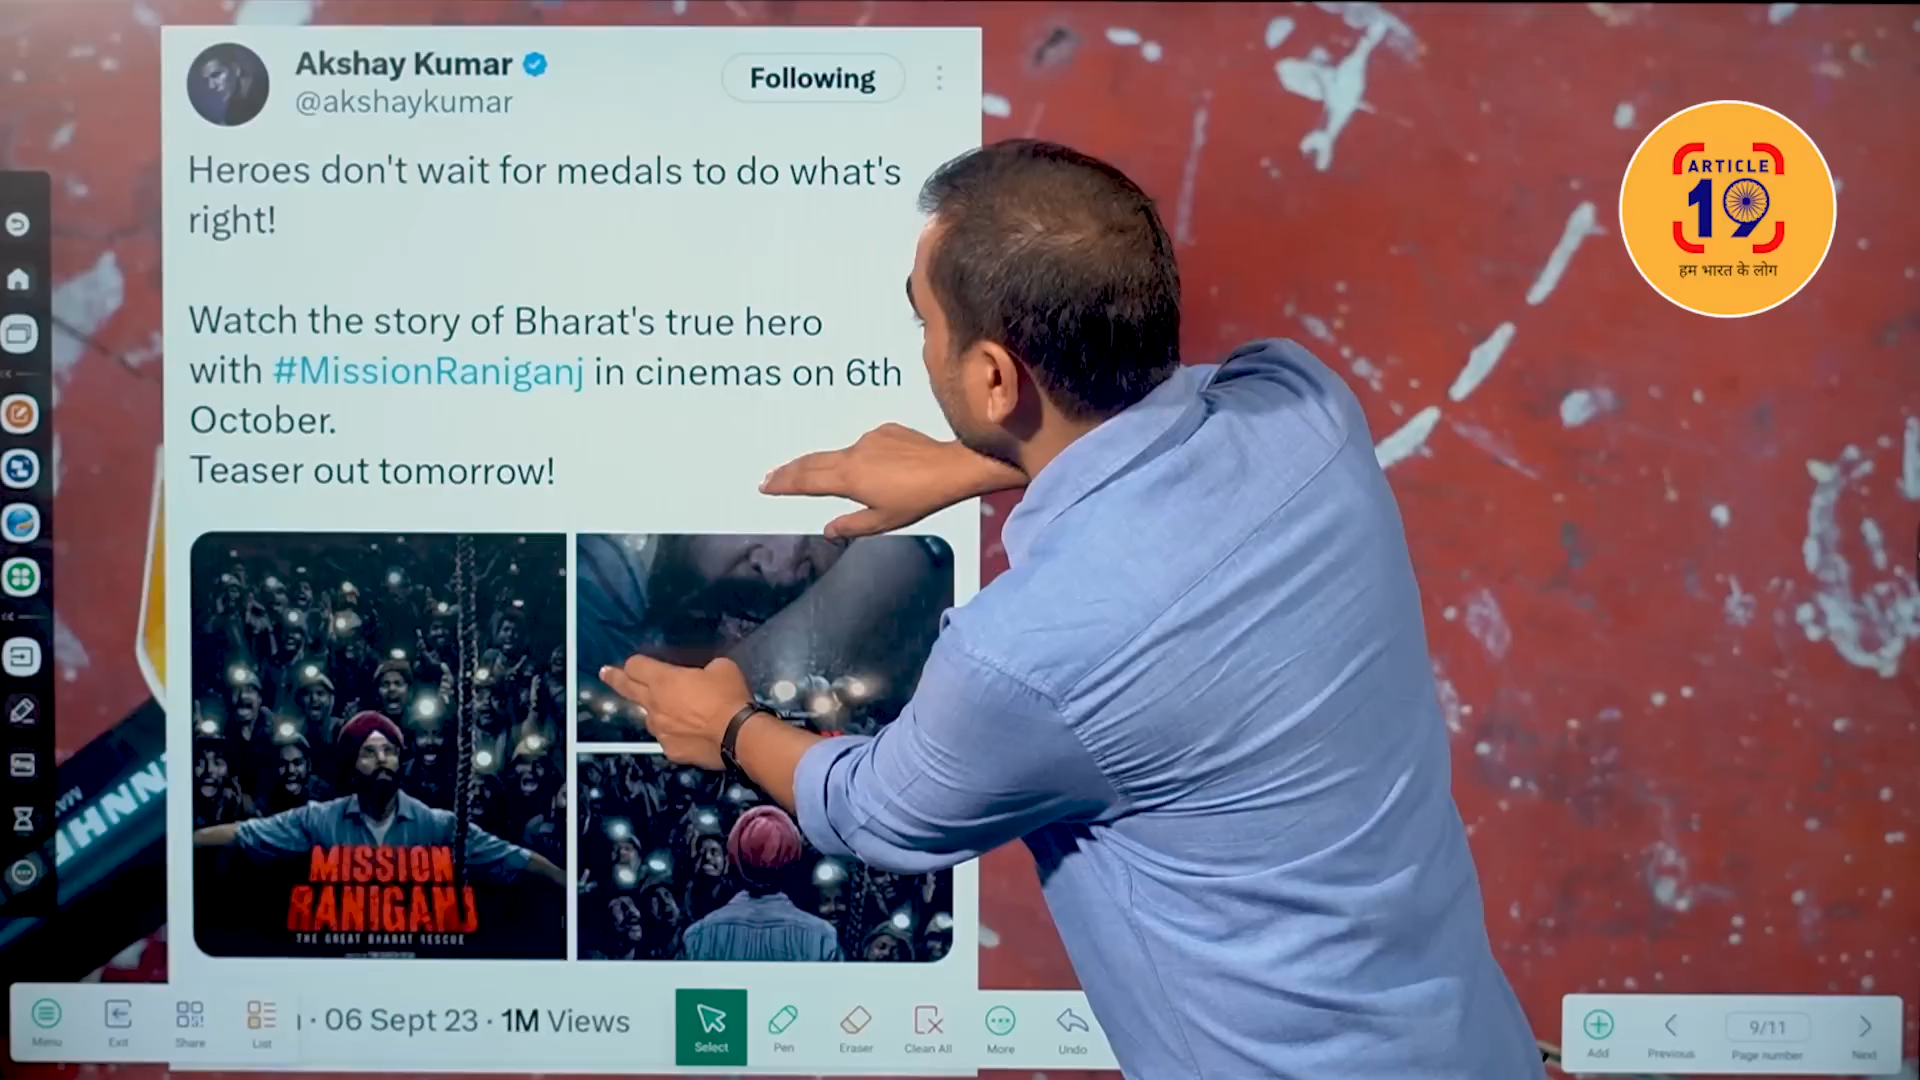 Akshay Kumar
Following
@akshaykumar
Heroes don't wait for medals to do what's
right!
Watch the story of Bharat's true hero
with #MissionRaniganj in cinemas on 6th
October.
Teaser out tomorrow!
MISSION
RANIGANJ
THE GREAT BHARAT RESCUE
· 06 Sept 23 · 1M Views
Menu
Exit
Share
List
Select
Pen
Eraser
Clean All
More
Undo
Add
Previous
9/11
Page number
Next
ARTICLE
19
हम भारत के लोग